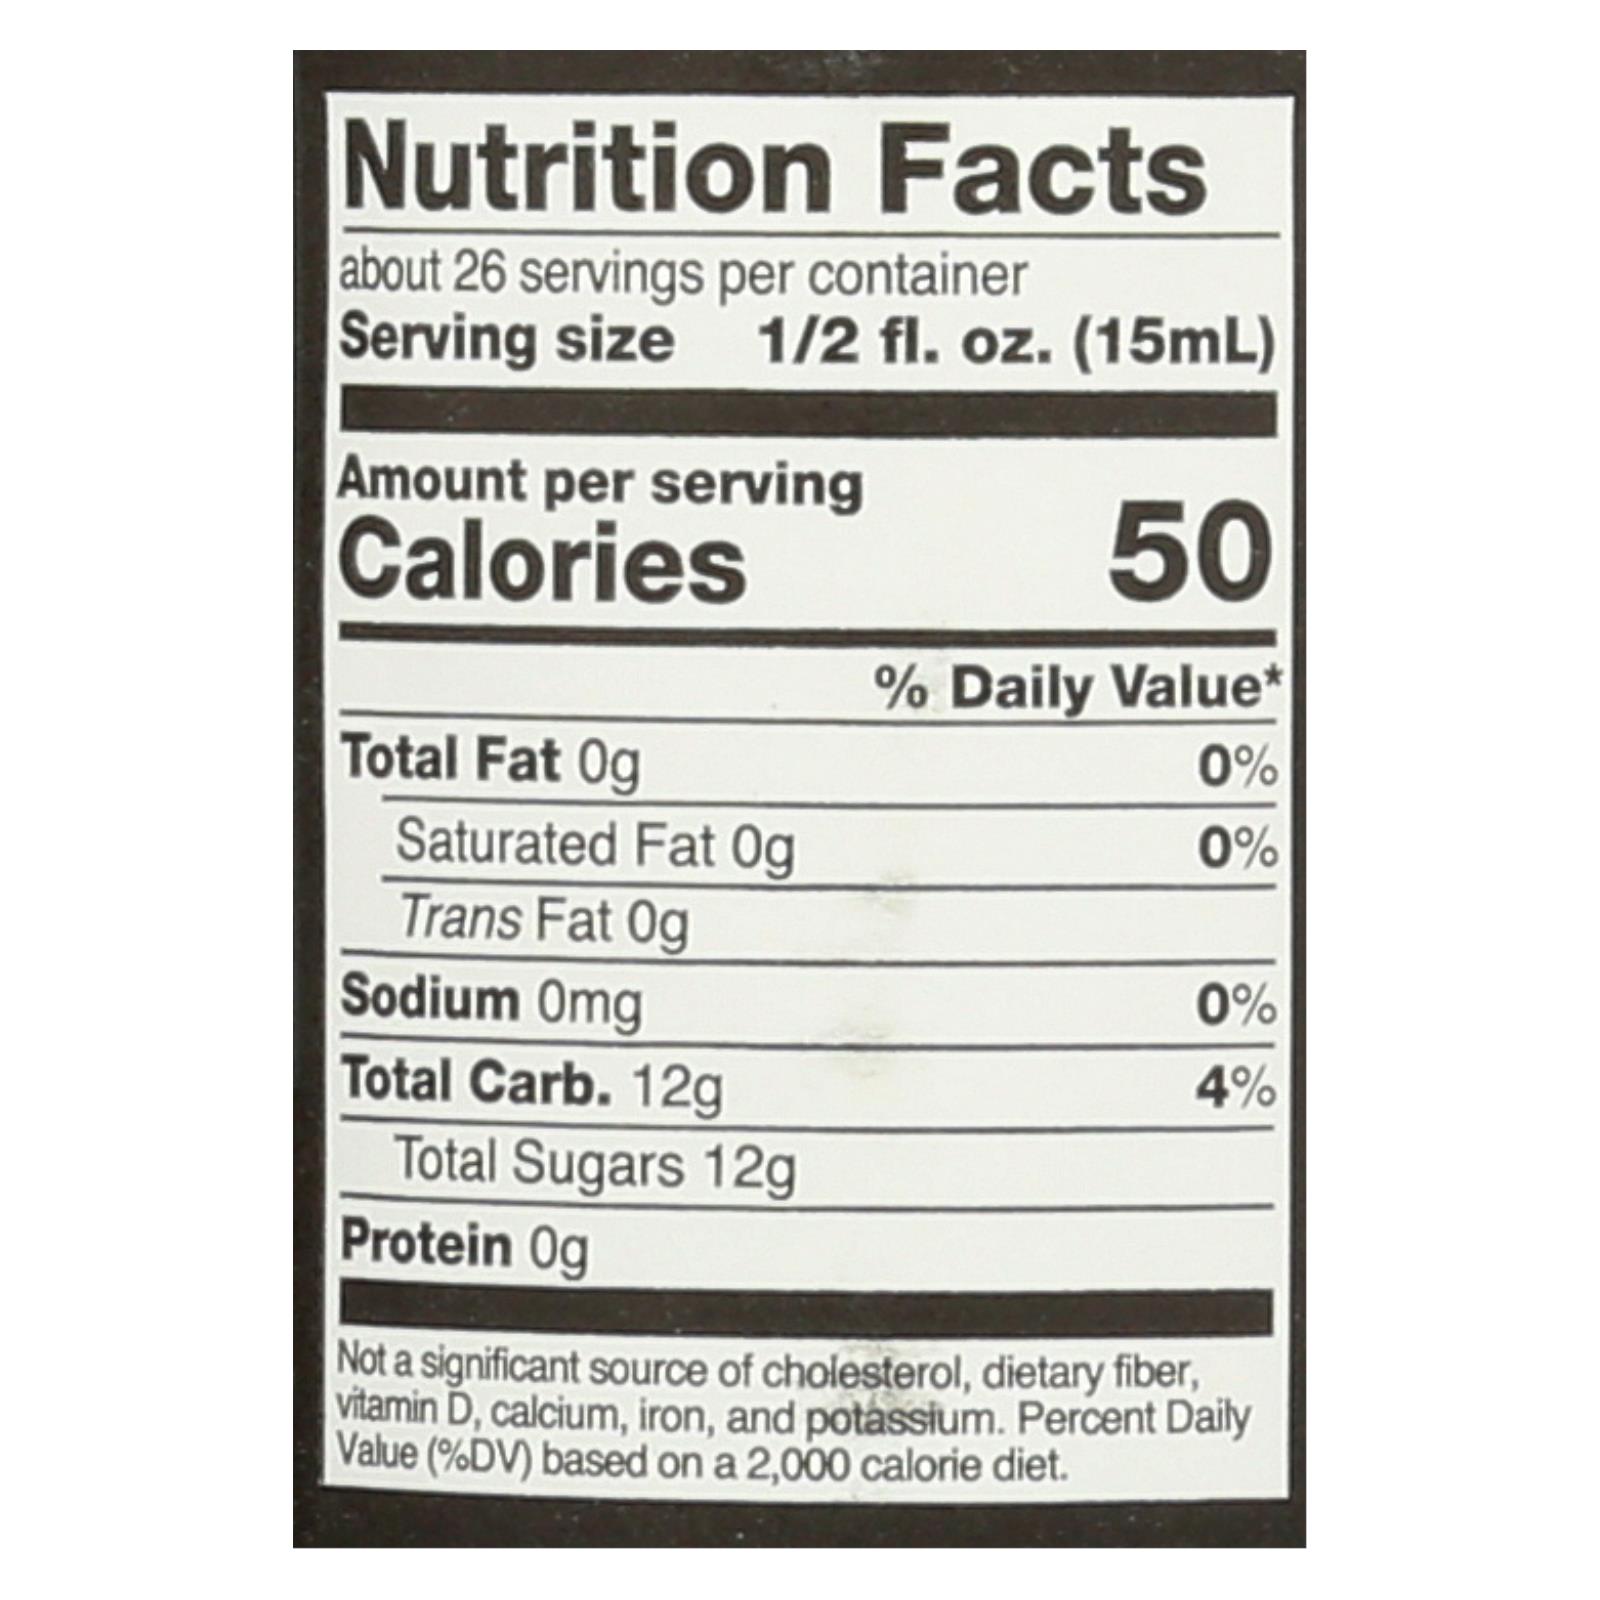 Nutrition Facts
about 26 servings per container
Serving size 1/2 fl. oz. (15mL)
Amount per serving
Calories 50
% Daily Value*
Total Fat 0g 0%
Saturated Fat 0g 0%
Trans Fat 0g
Sodium 0mg 0%
Total Carb. 12g 4%
Total Sugars 12g
Protein 0g
Not a significant source of cholesterol, dietary fiber,
vitamin D, calcium, iron, and potassium. Percent Daily
Value (%DV) based on a 2,000 calorie diet.